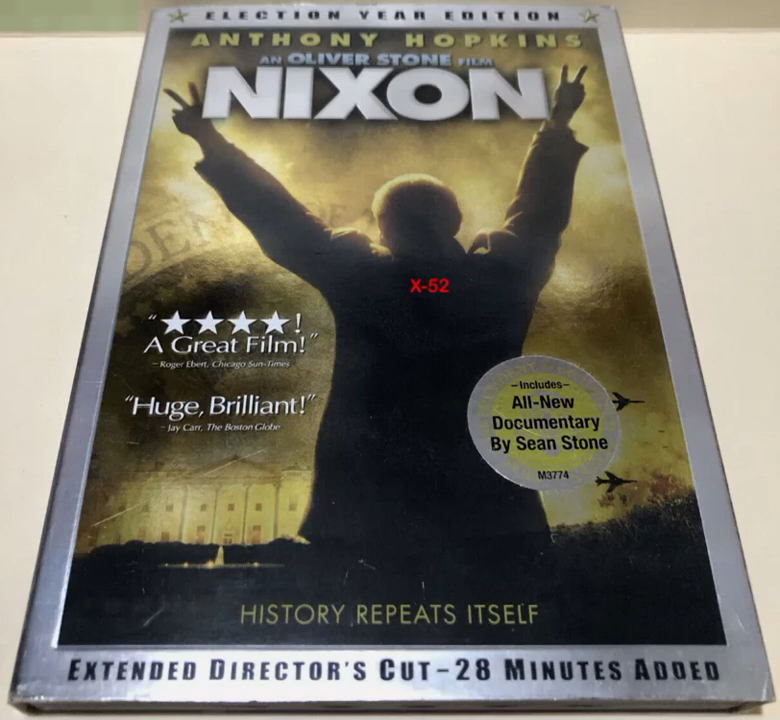 ELECTION YEAR EDITION
ANTHONY HOPKINS
AN OLIVER STONE FILM
NIXON
DEN
X-52
"★★★★!
A Great Film!"
– Roger Ebert, Chicago Sun-Times
"Huge, Brilliant!"
– Jay Carr, The Boston Globe
–Includes–
All-New
Documentary
By Sean Stone
M3774
HISTORY REPEATS ITSELF
EXTENDED DIRECTOR'S CUT–28 MINUTES ADDED